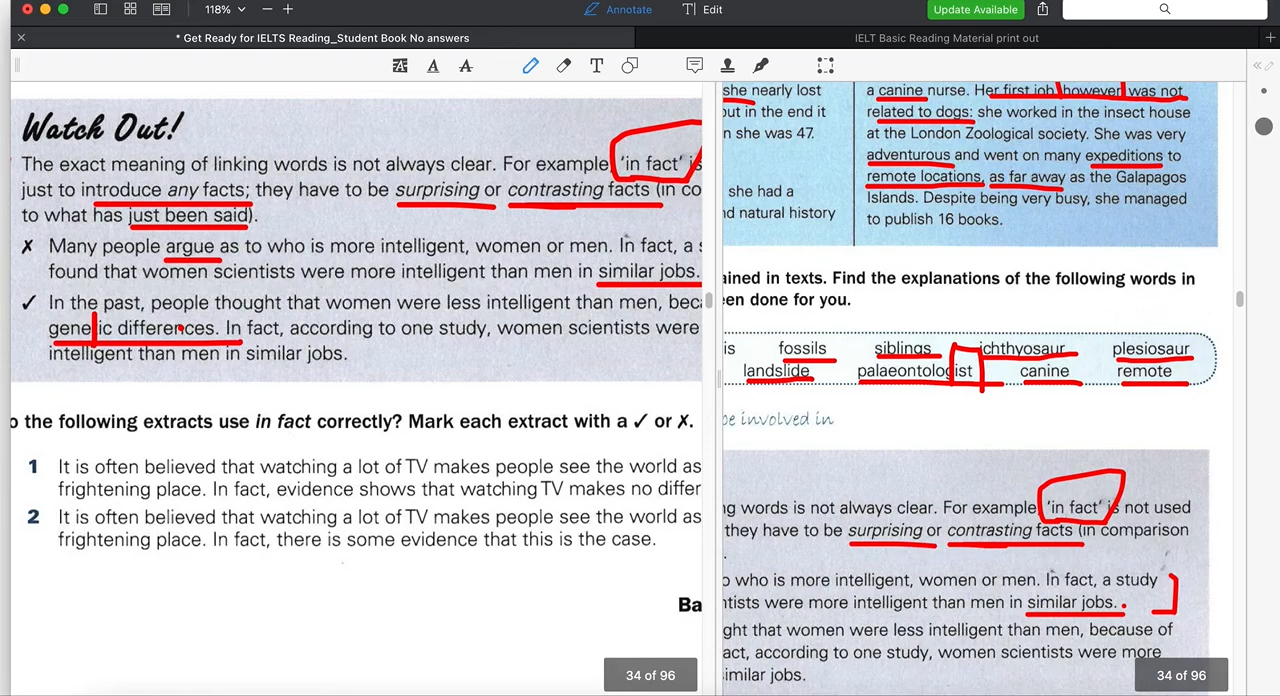 118%
Annotate
T Edit
Update Available
* Get Ready for IELTS Reading_Student Book No answers
IELT Basic Reading Material print out
Watch Out!
The exact meaning of linking words is not always clear. For example, 'in fact' is
just to introduce any facts; they have to be surprising or contrasting facts (in co
to what has just been said).
✗ Many people argue as to who is more intelligent, women or men. In fact, a s
found that women scientists were more intelligent than men in similar jobs.
✓ In the past, people thought that women were less intelligent than men, beca
genetic differences. In fact, according to one study, women scientists were
intelligent than men in similar jobs.
o the following extracts use in fact correctly? Mark each extract with a ✓ or ✗.
1 It is often believed that watching a lot of TV makes people see the world as
frightening place. In fact, evidence shows that watching TV makes no differ
2 It is often believed that watching a lot of TV makes people see the world as
frightening place. In fact, there is some evidence that this is the case.
Ba
34 of 96
she nearly lost
out in the end it
n she was 47.
she had a
nd natural history
a canine nurse. Her first job, however, was not
related to dogs: she worked in the insect house
at the London Zoological society. She was very
adventurous and went on many expeditions to
remote locations, as far away as the Galapagos
Islands. Despite being very busy, she managed
to publish 16 books.
ained in texts. Find the explanations of the following words in
en done for you.
is fossils siblings ichthyosaur plesiosaur
landslide palaeontologist canine remote
be involved in
ng words is not always clear. For example, 'in fact' is not used
they have to be surprising or contrasting facts (in comparison
.
o who is more intelligent, women or men. In fact, a study
ntists were more intelligent than men in similar jobs.
ght that women were less intelligent than men, because of
act, according to one study, women scientists were more
imilar jobs.
34 of 96